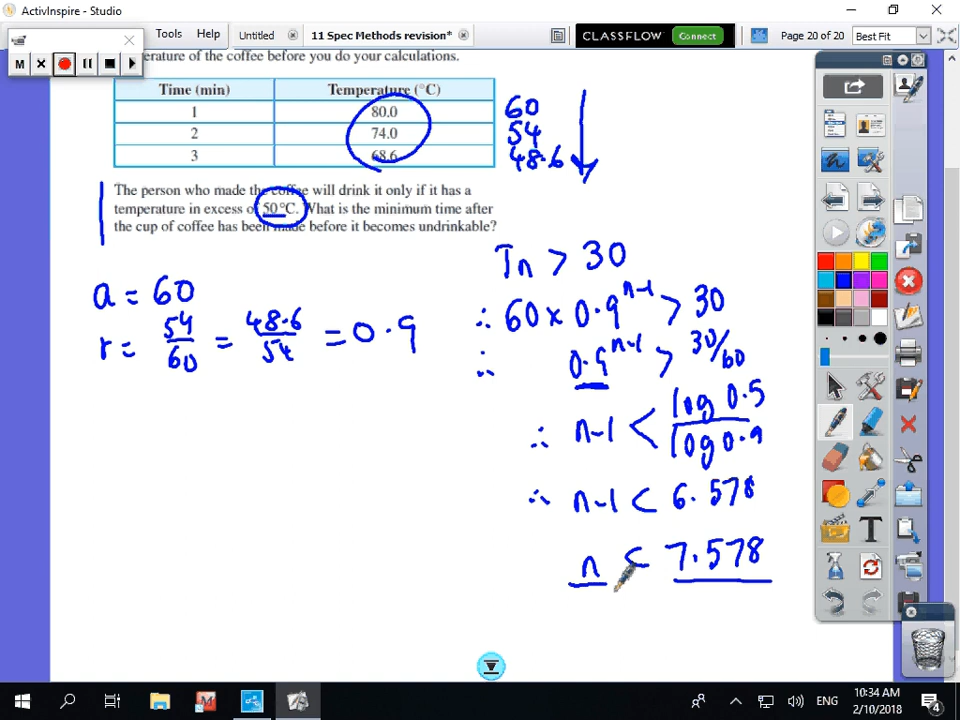 ActivInspire - Studio
Tools Help Untitled 11 Spec Methods revision* CLASSFLOW Connect Page 20 of 20 Best Fit
M
erature of the coffee before you do your calculations.
Time (min) Temperature (°C)
1 80.0
2 74.0
3 68.6
60
54
48.6
The person who made the coffee will drink it only if it has a
temperature in excess of 50°C. What is the minimum time after
the cup of coffee has been made before it becomes undrinkable?
a = 60
r = 54/60 = 48.6/54 = 0.9
Tn > 30
∴ 60 × 0.9^n-1 > 30
∴ 0.9^n-1 > 30/60
∴ n-1 < log 0.5/log 0.9
∴ n-1 < 6.578
n < 7.578
T
ENG
10:34 AM
2/10/2018
4